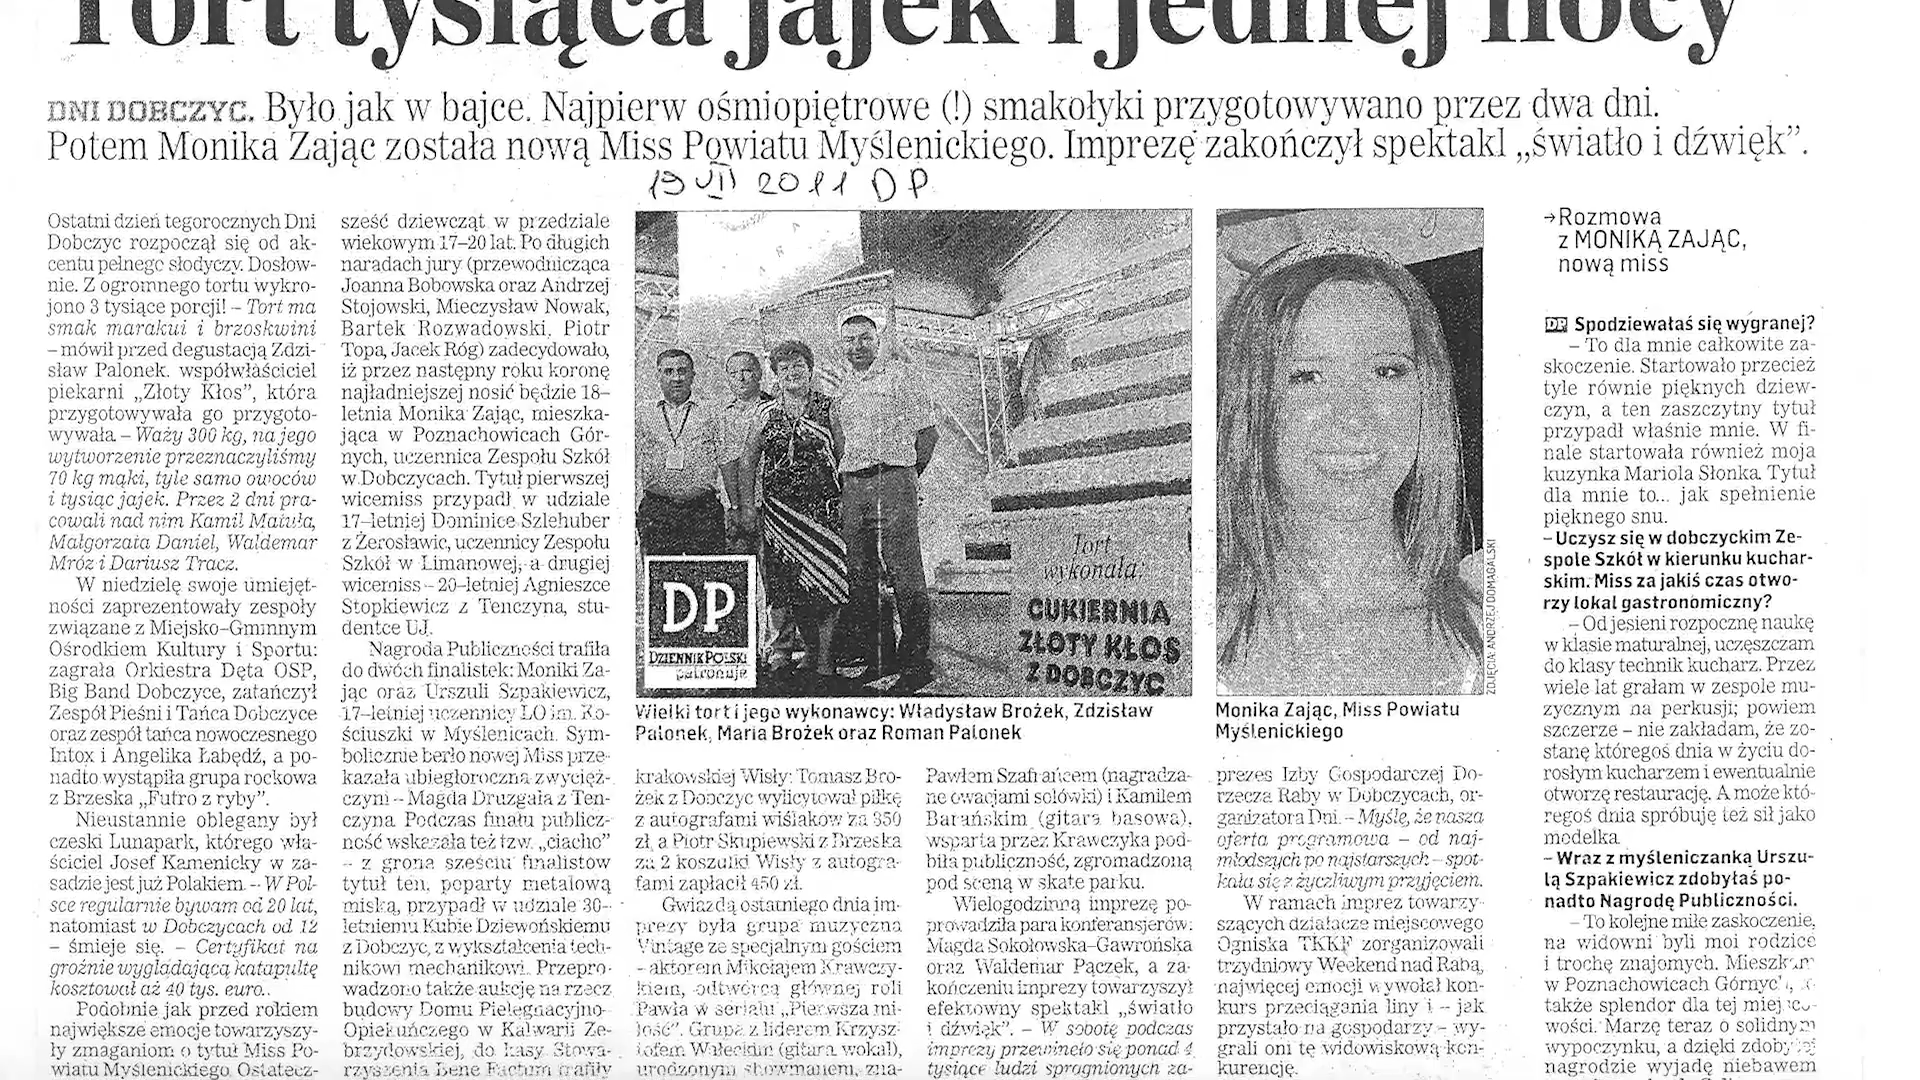 Tort tysiąca jajek i jednej nocy
DNI DOBCZYC. Było jak w bajce. Najpierw ośmiopiętrowe (!) smakołyki przygotowywano przez dwa dni.
Potem Monika Zając została nową Miss Powiatu Myślenickiego. Imprezę zakończył spektakl „światło i dźwięk”.
19 VII 2011 DP
Ostatni dzień tegorocznych Dni
Dobczyc rozpoczął się od ak-
centu pełnego słodyczy. Dosłow-
nie. Z ogromnego tortu wykro-
jono 3 tysiące porcji! – Tort ma
smak marakui i brzoskwini
– mówił przed degustacją Zdzi-
sław Palonek, współwłaściciel
piekarni „Złoty Kłos”, która
przygotowywała go przygoto-
wywała – Waży 300 kg, na jego
wytworzenie przeznaczyliśmy
70 kg mąki, tyle samo owoców
i tysiąc jajek. Przez 2 dni pra-
cowali nad nim Kamil Matuła,
Małgorzata Daniel, Waldemar
Mróz i Dariusz Tracz.
W niedzielę swoje umiejęt-
ności zaprezentowały zespoły
związane z Miejsko-Gminnym
Ośrodkiem Kultury i Sportu:
zagrała Orkiestra Dęta OSP,
Big Band Dobczyce, zatańczył
Zespół Pieśni i Tańca Dobczyce
oraz zespół tańca nowoczesnego
Intox i Angelika Łabędź, a po-
nadto wystąpiła grupa rockowa
z Brzeska „Futro z ryby”.
Nieustannie oblegany był
czeski Lunapark, którego wła-
ściciel Josef Kamenicky w za-
sadzie jest już Polakiem. – W Pol-
sce regularnie bywam od 20 lat,
natomiast w Dobczycach od 12
– śmieje się. – Certyfikat na
groźnie wyglądającą katapultę
kosztował aż 40 tys. euro..
Podobnie jak przed rokiem
największe emocje towarzyszy-
ły zmaganiom o tytuł Miss Po-
wiatu Myślenickiego. Ostatecz-
sześć dziewcząt w przedziale
wiekowym 17–20 lat. Po długich
naradach jury (przewodnicząca
Joanna Bobowska oraz Andrzej
Stojowski, Mieczysław Nowak,
Bartek Rozwadowski, Piotr
Topa, Jacek Róg) zadecydowało,
iż przez następny roku koronę
najładniejszej nosić będzie 18–
letnia Monika Zając, mieszka-
jąca w Poznachowicach Gór-
nych, uczennica Zespołu Szkół
w Dobczycach. Tytuł pierwszej
wicemiss przypadł w udziale
17–letniej Dominice Szlehuber
z Żerosławic, uczennicy Zespołu
Szkół w Limanowej, a drugiej
wicemiss – 20–letniej Agnieszce
Stopkiewicz z Tenczyna, stu-
dentce UJ.
Nagroda Publiczności trafiła
do dwóch finalistek: Moniki Za-
jąc oraz Urszuli Szpakiewicz,
17–letniej uczennicy LO im. Ko-
ściuszki w Myślenicach. Sym-
boliczne berło nowej Miss prze-
kazała ubiegłoroczna zwycięż-
czyni – Magda Druzgała z Ten-
czyna Podczas finału publicz-
ność wskazała też tzw. „ciacho”
– z grona sześciu finalistów
tytuł ten, poparty metalową
miską, przypadł w udziale 30–
letniemu Kubie Dziewońskiemu
z Dobczyc, z wykształcenia tech-
nikowi mechanikowi. Przepro-
wadzono także aukcję na rzecz
budowy Domu Pielęgnacyjno-
Opiekuńczego w Kalwarii Ze-
brzydowskiej, do kasy Stowa-
rzyszenia Bene Factum trafiły
Tort
wykonała:
CUKIERNIA
ZŁOTY KŁOS
Z DOBCZYC
DP
DZIENNIK POLSKI
patronuje
Wielki tort i jego wykonawcy: Władysław Brożek, Zdzisław
Palonek, Maria Brożek oraz Roman Palonek
krakowskiej Wisły: Tomasz Bro-
żek z Dobczyc wylicytował piłkę
z autografami wiślaków za 350
zł, a Piotr Skupiewski z Brzeska
za 2 koszulki Wisły z autogra-
fami zapłacił 450 zł.
Gwiazdą ostatniego dnia im-
prezy była grupa muzyczna
Vintage ze specjalnym gościem
– aktorem Mikołajem Krawczy-
kiem, odtwórcą głównej roli
Pawła w serialu „Pierwsza mi-
łość”. Grupa z liderem Krzysz-
tofem Wałeckim (gitara wokal),
urodzonym showmanem, zna-
Pawłem Szafrańcem (nagradza-
ne owacjami solówki) i Kamilem
Barańskim (gitara basowa),
wsparta przez Krawczyka pod-
biła publiczność, zgromadzoną
pod sceną w skate parku.
Wielogodzinną imprezę po-
prowadziła para konferansjerów:
Magda Sokołowska-Gawrońska
oraz Waldemar Pączek, a za-
kończeniu imprezy towarzyszył
efektowny spektakl „światło
i dźwięk”. – W sobotę podczas
imprezy przewinęło się ponad 4
tysiące ludzi spragnionych za-
ZDJĘCIA: ANDRZEJ DOMAGALSKI
Monika Zając, Miss Powiatu
Myślenickiego
prezes Izby Gospodarczej Do-
rzecza Raby w Dobczycach, or-
ganizatora Dni. – Myślę, że nasza
oferta programowa – od naj-
młodszych po najstarszych – spot-
kała się z życzliwym przyjęciem.
W ramach imprez towarzy-
szących działacze miejscowego
Ogniska TKKF zorganizowali
trzydniowy Weekend nad Rabą,
największe emocji wywołał kon-
kurs przeciągania liny i – jak
przystało na gospodarzy – wy-
grali oni tę widowiskową kon-
kurencję.
→Rozmowa
z MONIKĄ ZAJĄC,
nową miss
DP Spodziewałaś się wygranej?
– To dla mnie całkowite za-
skoczenie. Startowało przecież
tyle równie pięknych dziew-
czyn, a ten zaszczytny tytuł
przypadł właśnie mnie. W fi-
nale startowała również moja
kuzynka Mariola Słonka. Tytuł
dla mnie to... jak spełnienie
pięknego snu.
– Uczysz się w dobczyckim Ze-
spole Szkół w kierunku kuchar-
skim. Miss za jakiś czas otwo-
rzy lokal gastronomiczny?
– Od jesieni rozpocznę naukę
w klasie maturalnej, uczęszczam
do klasy technik kucharz. Przez
wiele lat grałam w zespole mu-
zycznym na perkusji; powiem
szczerze – nie zakładam, że zo-
stanę któregoś dnia w życiu do-
rosłym kucharzem i ewentualnie
otworzę restaurację. A może któ-
regoś dnia spróbuję też sił jako
modelka.
– Wraz z myśleniczanką Urszu-
lą Szpakiewicz zdobyłaś po-
nadto Nagrodę Publiczności.
– To kolejne miłe zaskoczenie,
na widowni byli moi rodzice
i trochę znajomych. Mieszkam
w Poznachowicach Górnych,
także splendor dla tej miejsco-
wości. Marzę teraz o solidnym
wypoczynku, a dzięki zdobytej
nagrodzie wyjadę niebawem